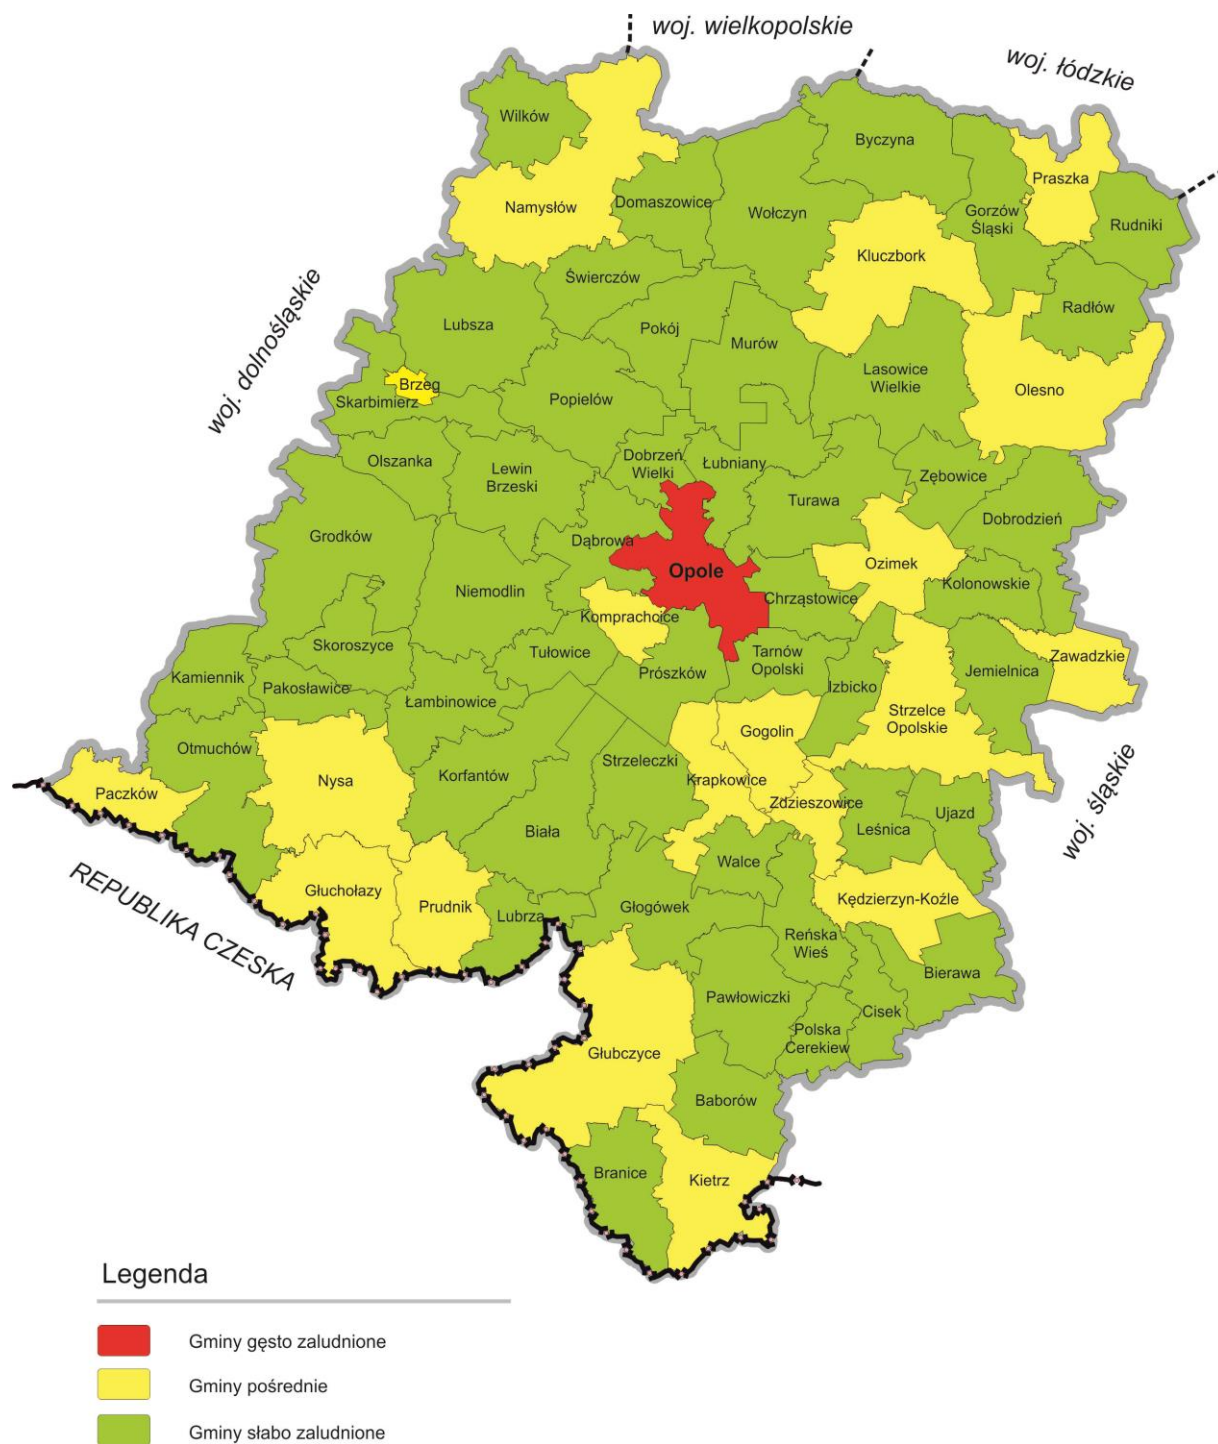 woj. wielkopolskie
woj. łódzkie
Wilków
Byczyna
Praszka
Namysłów
Domaszowice
Wołczyn
Gorzów
Śląski
Rudniki
Kluczbork
Świerczów
Radłów
woj. dolnośląskie
Lubsza
Pokój
Murów
Lasowice
Wielkie
Olesno
Brzeg
Skarbimierz
Popielów
Olszanka
Lewin
Brzeski
Dobrzeń
Wielki
Łubniany
Zębowice
Turawa
Dobrodzień
Grodków
Dąbrowa
Ozimek
Opole
Kolonowskie
Niemodlin
Chrząstowice
Komprachcice
Skoroszyce
Tułowice
Prószków
Tarnów
Opolski
Zawadzkie
Kamiennik
Pakosławice
Łambinowice
Izbicko
Jemielnica
Strzelce
Opolskie
Otmuchów
Gogolin
Strzeleczki
Korfantów
Nysa
Krapkowice
Paczków
Zdzieszowice
woj. śląskie
Ujazd
Leśnica
Biała
Walce
REPUBLIKA CZESKA
Głuchołazy
Prudnik
Lubrza
Głogówek
Kędzierzyn-Koźle
Reńska
Wieś
Bierawa
Pawłowiczki
Cisek
Polska
Cerekiew
Głubczyce
Baborów
Branice
Kietrz
Legenda
Gminy gęsto zaludnione
Gminy pośrednie
Gminy słabo zaludnione